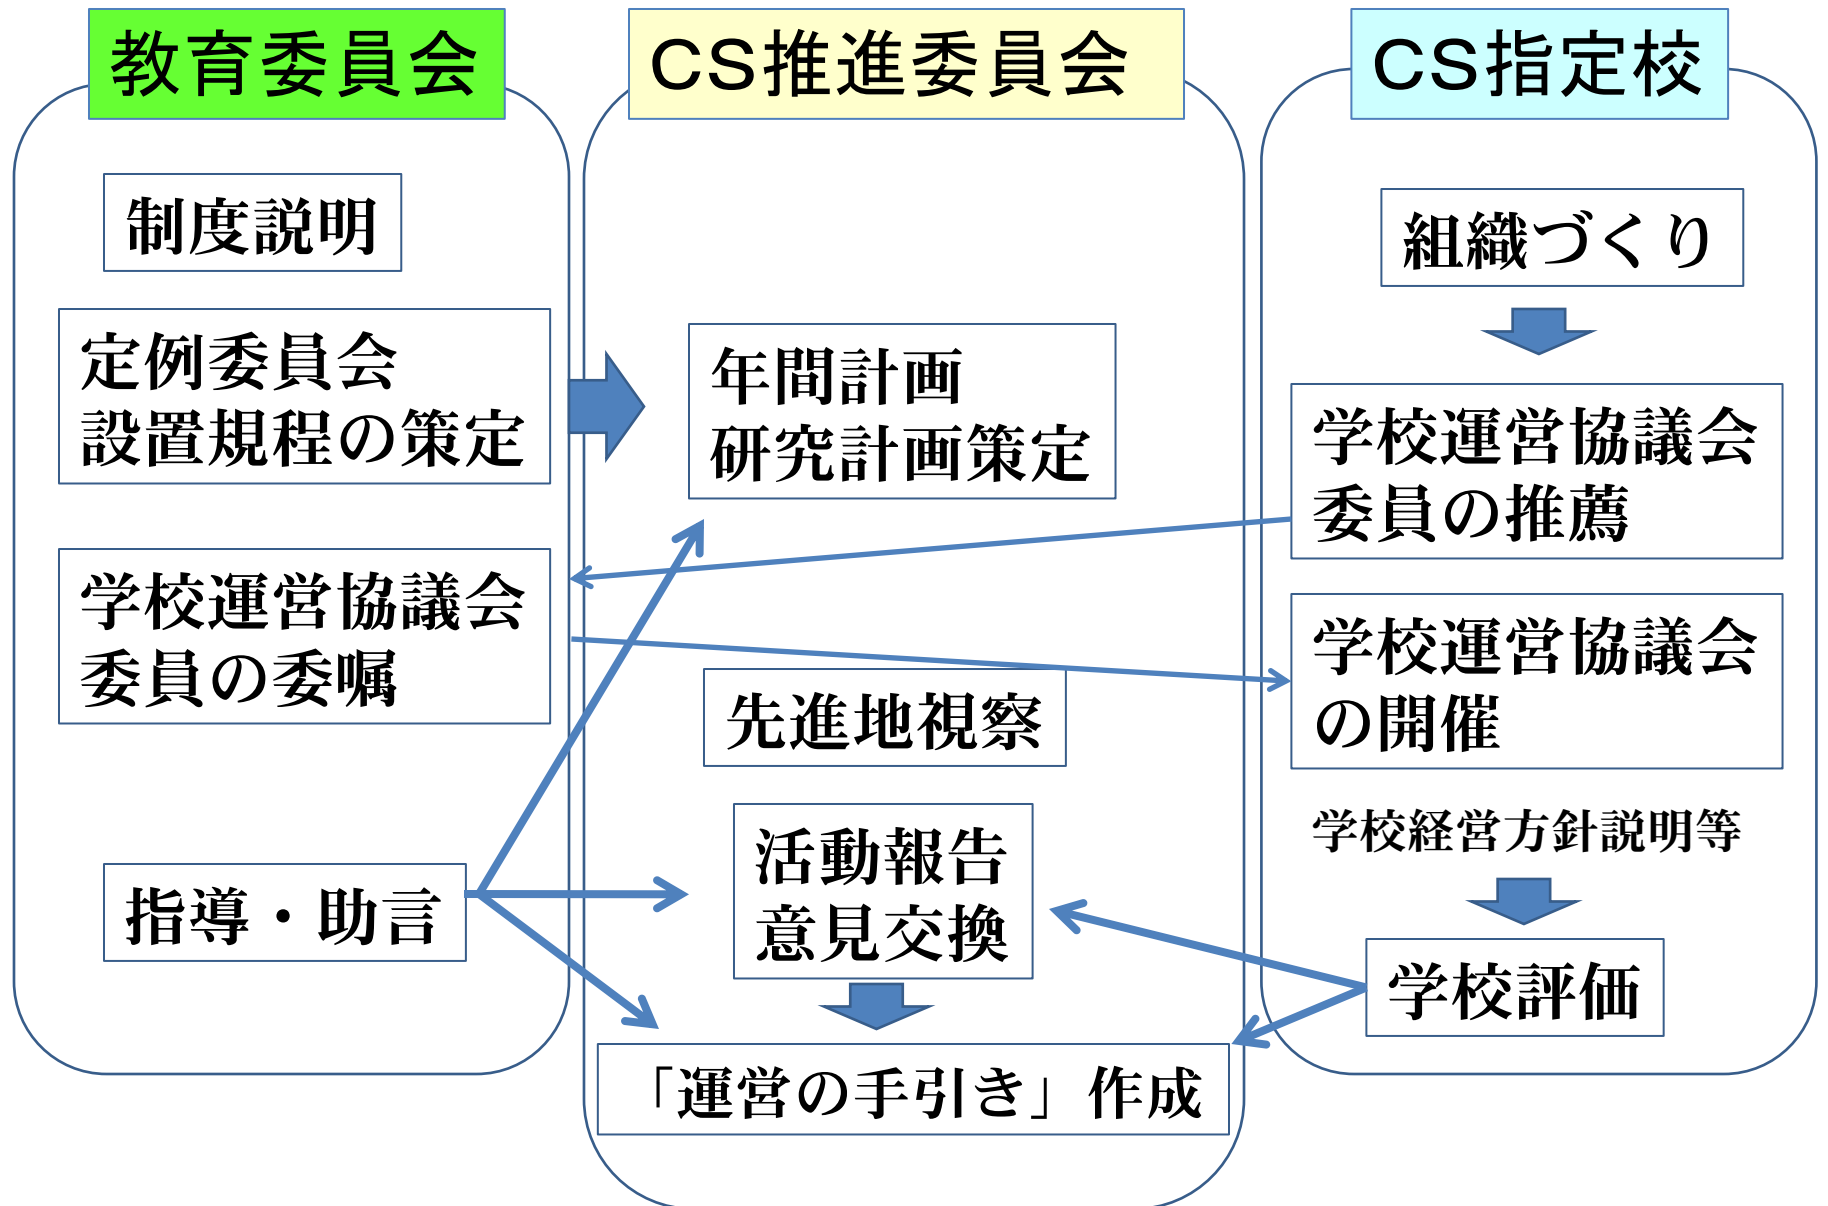 教育委員会
制度説明
定例委員会
設置規程の策定
学校運営協議会
委員の委嘱
指導・助言
ＣＳ推進委員会
年間計画
研究計画策定
先進地視察
活動報告
意見交換
「運営の手引き」作成
ＣＳ指定校
組織づくり
学校運営協議会
委員の推薦
学校運営協議会
の開催
学校経営方針説明等
学校評価